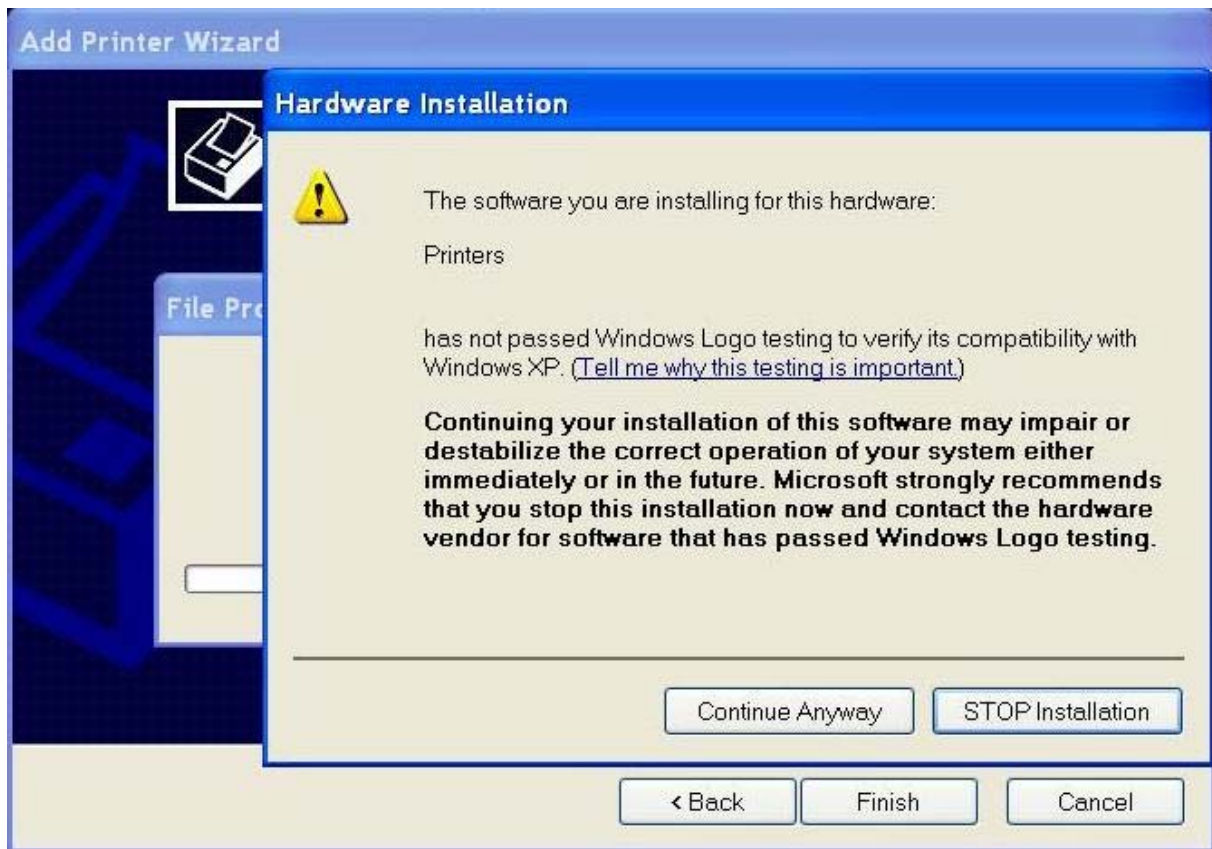 Add Printer Wizard
Hardware Installation
The software you are installing for this hardware:
Printers
File Pro
has not passed Windows Logo testing to verify its compatibility with
Windows XP. (Tell me why this testing is important.)
Continuing your installation of this software may impair or
destabilize the correct operation of your system either
immediately or in the future. Microsoft strongly recommends
that you stop this installation now and contact the hardware
vendor for software that has passed Windows Logo testing.
Continue Anyway
STOP Installation
< Back
Finish
Cancel